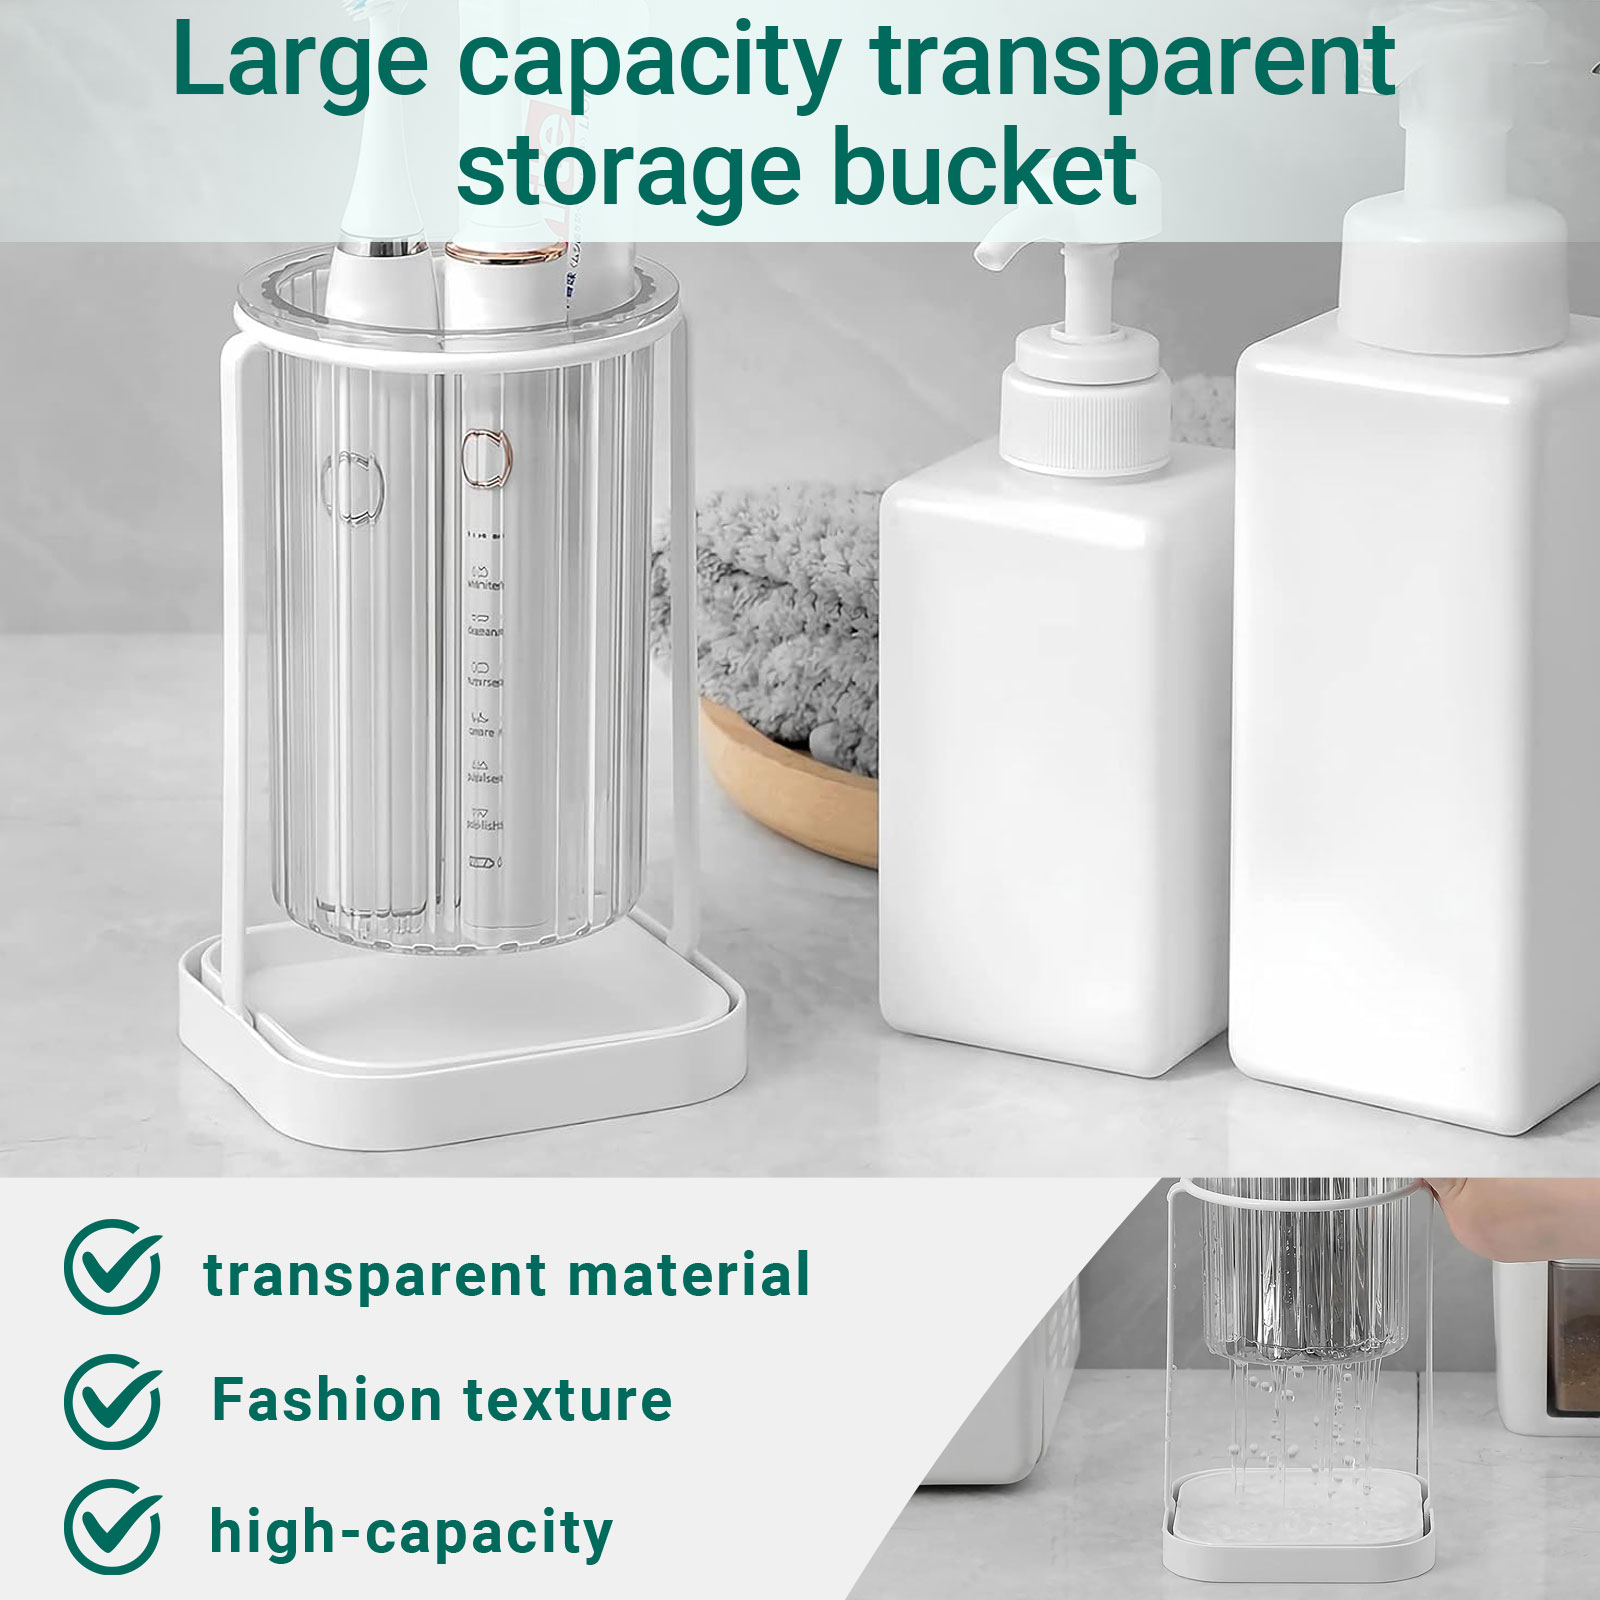 Large capacity transparent
storage bucket
transparent material
Fashion texture
high-capacity